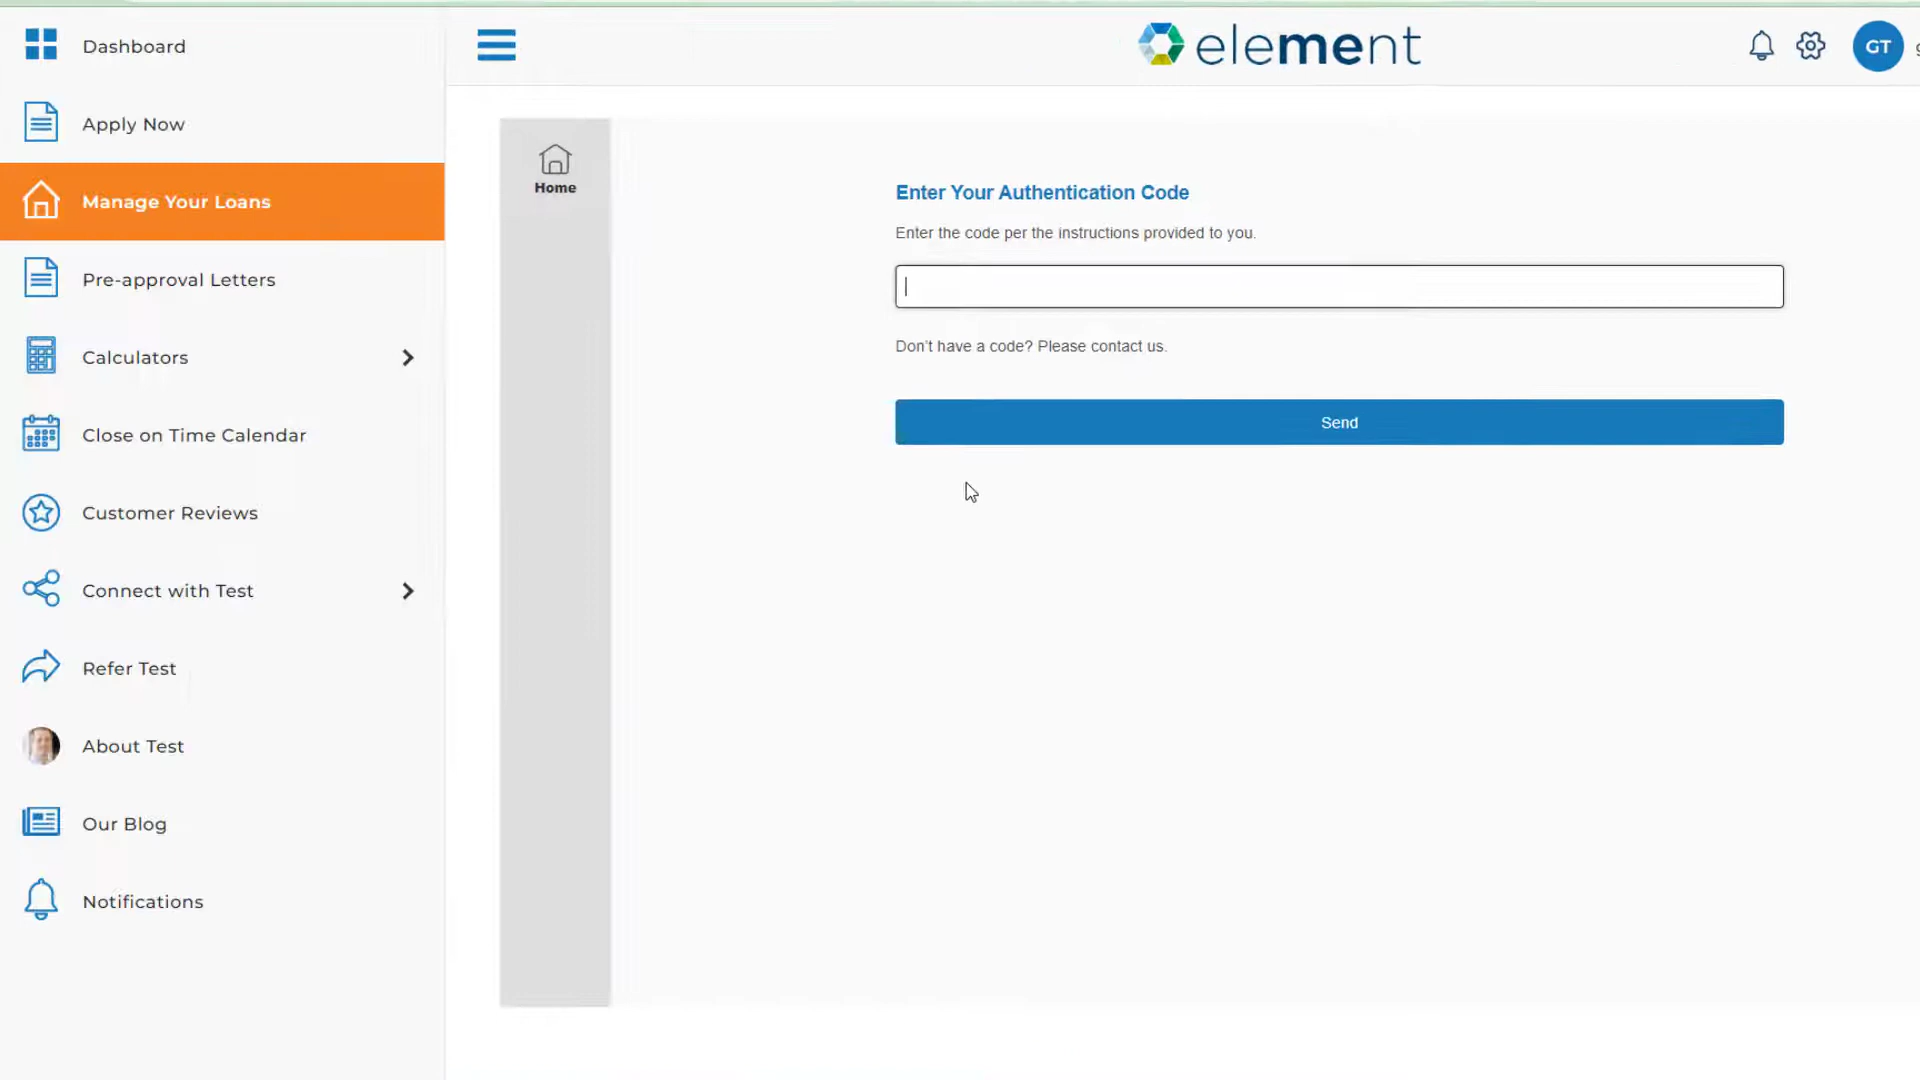 Dashboard
Apply Now
Manage Your Loans
Pre-approval Letters
Calculators
Close on Time Calendar
Customer Reviews
Connect with Test
Refer Test
About Test
Our Blog
Notifications
element
GT
Home
Enter Your Authentication Code
Enter the code per the instructions provided to you.
Don't have a code? Please contact us.
Send